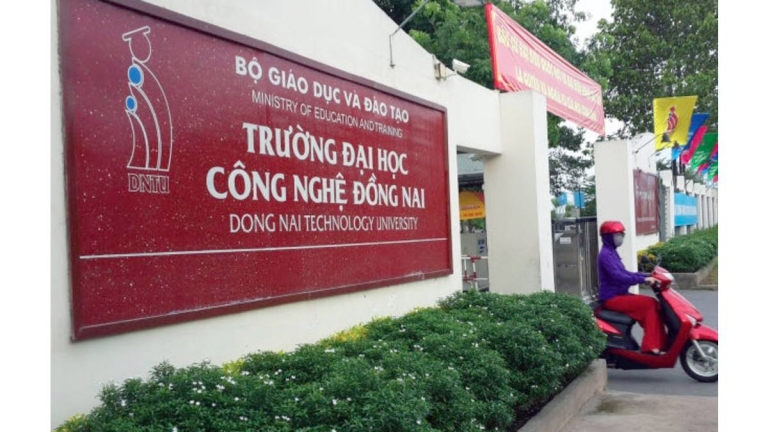 BỘ GIÁO DỤC VÀ ĐÀO TẠO
MINISTRY OF EDUCATION AND TRAINING
TRƯỜNG ĐẠI HỌC
CÔNG NGHỆ ĐỒNG NAI
DONG NAI TECHNOLOGY UNIVERSITY
DNTU